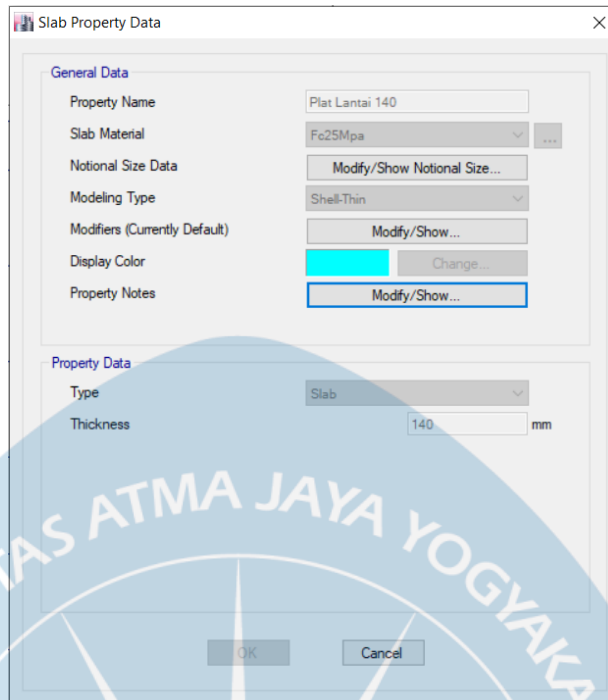 Slab Property Data
General Data
Property Name Plat Lantai 140
Slab Material Fc25Mpa ...
Notional Size Data Modify/Show Notional Size...
Modeling Type Shell-Thin
Modifiers (Currently Default) Modify/Show...
Display Color Change...
Property Notes Modify/Show...
Property Data
Type Slab
Thickness 140 mm
TAS ATMA JAYA YOGYAKA
OK Cancel